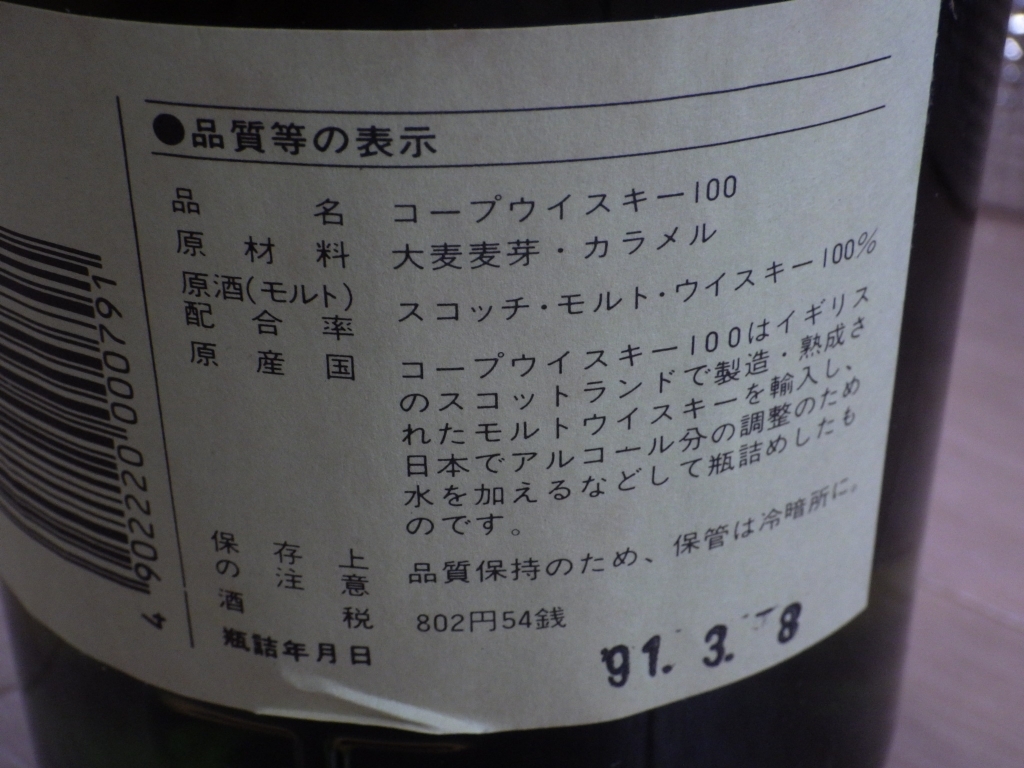 ●品質等の表示
品名 コープウイスキー100
原材料 大麦麦芽・カラメル
原酒(モルト)配合率 スコッチ・モルト・ウイスキー100%
原産国 コープウイスキー100はイギリス
のスコットランドで製造・熟成さ
れたモルトウイスキーを輸入し、
日本でアルコール分の調整のため
水を加えるなどして瓶詰めしたも
のです。
保存上の注意 品質保持のため、保管は冷暗所に。
酒税 802円54銭
瓶詰年月日 '91. 3. 8
4 902220 000791